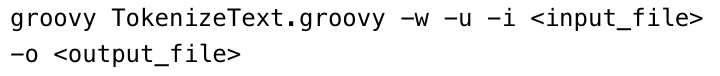 groovy TokenizeText.groovy -w -u -i <input_file>
-o <output_file>